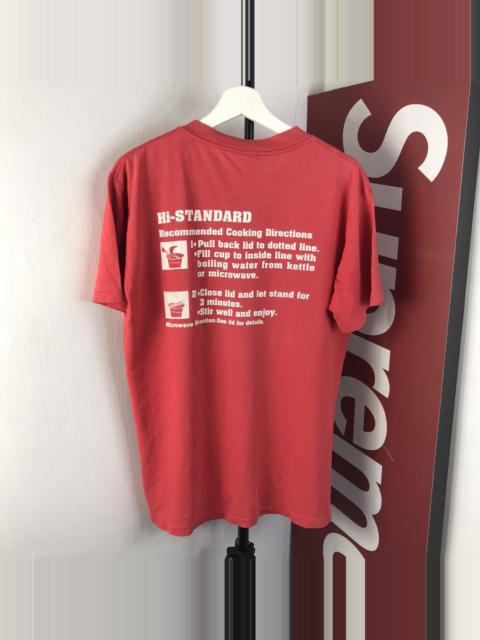 Hi-STANDARD
Recommended Cooking Directions
1•Pull back lid to dotted line.
•Fill cup to inside line with
boiling water from kettle
or microwave.
2•Close lid and let stand for
3 minutes.
•Stir well and enjoy.
Microwave Direction:See lid for details.
Supreme